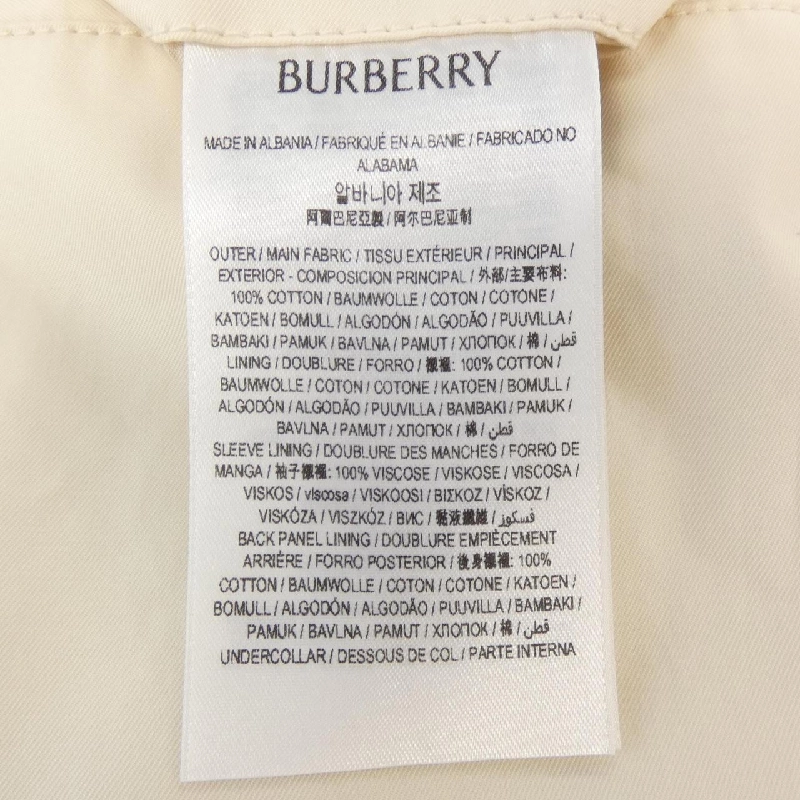 BURBERRY
MADE IN ALBANIA / FABRIQUÉ EN ALBANIE / FABRICADO NO
ALABAMA
알바니아 제조
阿爾巴尼亞製 / 阿尔巴尼亚制
OUTER / MAIN FABRIC / TISSU EXTÉRIEUR / PRINCIPAL /
EXTERIOR - COMPOSICION PRINCIPAL / 外部/主要布料:
100% COTTON / BAUMWOLLE / COTON / COTONE /
KATOEN / BOMULL / ALGODÓN / ALGODÃO / PUUVILLA /
BAMBAKI / PAMUK / BAVLNA / PAMUT / ХЛОПОК / 棉 / قطن /
LINING / DOUBLURE / FORRO / 襯裡: 100% COTTON /
BAUMWOLLE / COTON / COTONE / KATOEN / BOMULL /
ALGODÓN / ALGODÃO / PUUVILLA / BAMBAKI / PAMUK /
BAVLNA / PAMUT / ХЛОПОК / 棉 / قطن /
SLEEVE LINING / DOUBLURE DES MANCHES / FORRO DE
MANGA / 袖子襯裡: 100% VISCOSE / VISKOSE / VISCOSA /
VISKOS / viscosa / VISKOOSI / ΒΙΣΚΟΖ / VİSKOZ /
VISKÓZA / VISZKÓZ / ВИС / 黏液纖維 / فسكوز /
BACK PANEL LINING / DOUBLURE EMPIÈCEMENT
ARRIÈRE / FORRO POSTERIOR / 後身襯裡: 100%
COTTON / BAUMWOLLE / COTON / COTONE / KATOEN /
BOMULL / ALGODÓN / ALGODÃO / PUUVILLA / BAMBAKI /
PAMUK / BAVLNA / PAMUT / ХЛОПОК / 棉 / قطن /
UNDERCOLLAR / DESSOUS DE COL / PARTE INTERNA